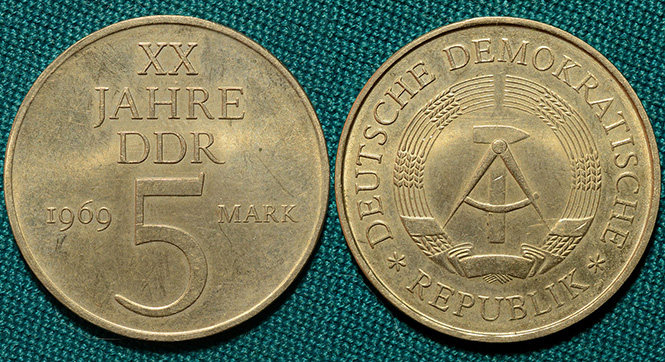 XX
JAHRE
DDR
1969 5 MARK
DEUTSCHE DEMOKRATISCHE
* REPUBLIK *